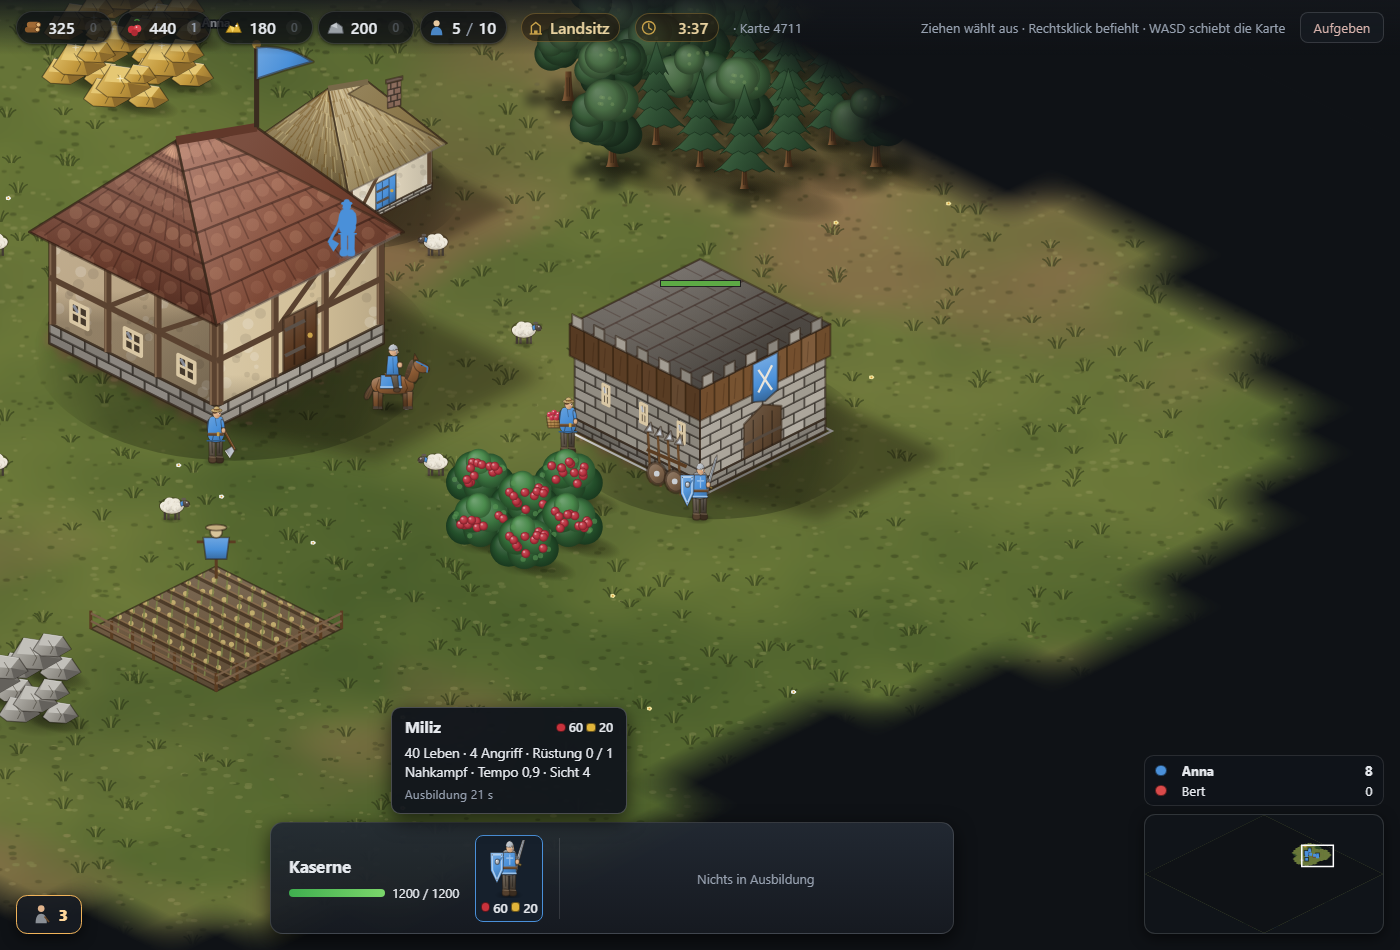 325 0 440 1 180 0 200 0 5 / 10 Landsitz 3:37 · Karte 4711 Ziehen wählt aus · Rechtsklick befiehlt · WASD schiebt die Karte Aufgeben
Anna
Miliz 60 20
40 Leben · 4 Angriff · Rüstung 0 / 1
Nahkampf · Tempo 0,9 · Sicht 4
Ausbildung 21 s
Kaserne
1200 / 1200
60 20
Nichts in Ausbildung
3
Anna 8
Bert 0